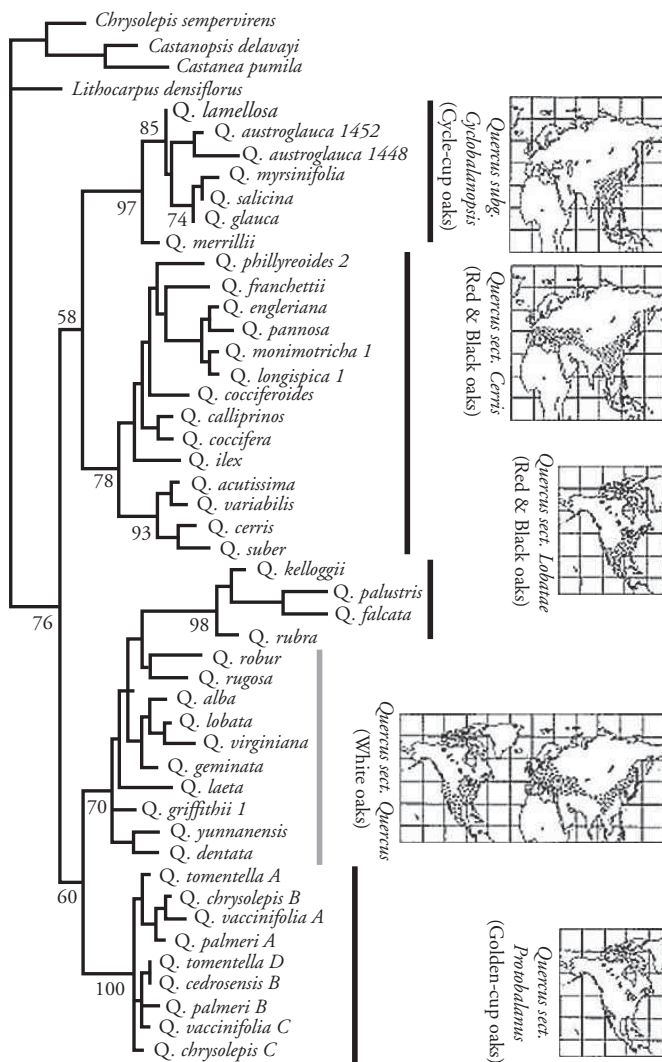 Chrysolepis sempervirens
Castanopsis delavayi
Castanea pumila
Lithocarpus densiflorus
Q. lamellosa
85
Q. austroglauca 1452
Q. austroglauca 1448
Q. myrsinifolia
Q. salicina
97
74
Q. glauca
Q. merrillii
Quercus subg.
Cyclobalanopsis
(Cycle-cup oaks)
Q. phillyreoides 2
Q. franchettii
Q. engleriana
58
Q. pannosa
Q. monimotricha 1
Q. longispica 1
Q. cocciferoides
Q. calliprinos
Q. coccifera
Q. ilex
78
Q. acutissima
Q. variabilis
93
Q. cerris
Q. suber
Quercus sect. Cerris
(Red & Black oaks)
Q. kelloggii
Q. palustris
Q. falcata
98
76
Q. rubra
Quercus sect. Lobatae
(Red & Black oaks)
Q. robur
Q. rugosa
Q. alba
Q. lobata
Q. virginiana
Q. geminata
Q. laeta
70
Q. griffithii 1
Q. yunnanensis
Q. dentata
Quercus sect. Quercus
(White oaks)
Q. tomentella A
60
Q. chrysolepis B
Q. vaccinifolia A
Q. palmeri A
Q. tomentella D
100
Q. cedrosensis B
Q. palmeri B
Q. vaccinifolia C
Q. chrysolepis C
Quercus sect.
Protobalanus
(Golden-cup oaks)